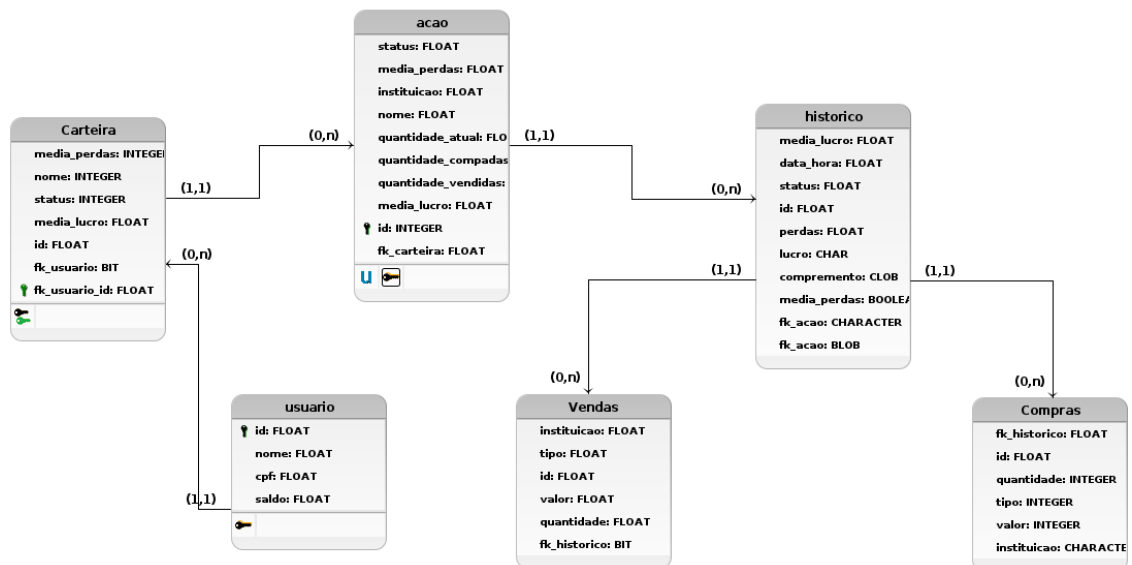 acao
status: FLOAT
media_perdas: FLOAT
instituicao: FLOAT
nome: FLOAT
quantidade_atual: FLO
quantidade_compadas
quantidade_vendidas:
media_lucro: FLOAT
id: INTEGER
fk_carteira: FLOAT
u
Carteira
media_perdas: INTEGE
nome: INTEGER
status: INTEGER
media_lucro: FLOAT
id: FLOAT
fk_usuario: BIT
fk_usuario_id: FLOAT
(1,1)
(0,n)
(0,n)
(1,1)
(1,1)
(0,n)
historico
media_lucro: FLOAT
data_hora: FLOAT
status: FLOAT
id: FLOAT
perdas: FLOAT
lucro: CHAR
compremento: CLOB
media_perdas: BOOLEA
fk_acao: CHARACTER
fk_acao: BLOB
(1,1)
(0,n)
(1,1)
(0,n)
usuario
id: FLOAT
nome: FLOAT
cpf: FLOAT
saldo: FLOAT
Vendas
instituicao: FLOAT
tipo: FLOAT
id: FLOAT
valor: FLOAT
quantidade: FLOAT
fk_historico: BIT
Compras
fk_historico: FLOAT
id: FLOAT
quantidade: INTEGER
tipo: INTEGER
valor: INTEGER
instituicao: CHARACTE